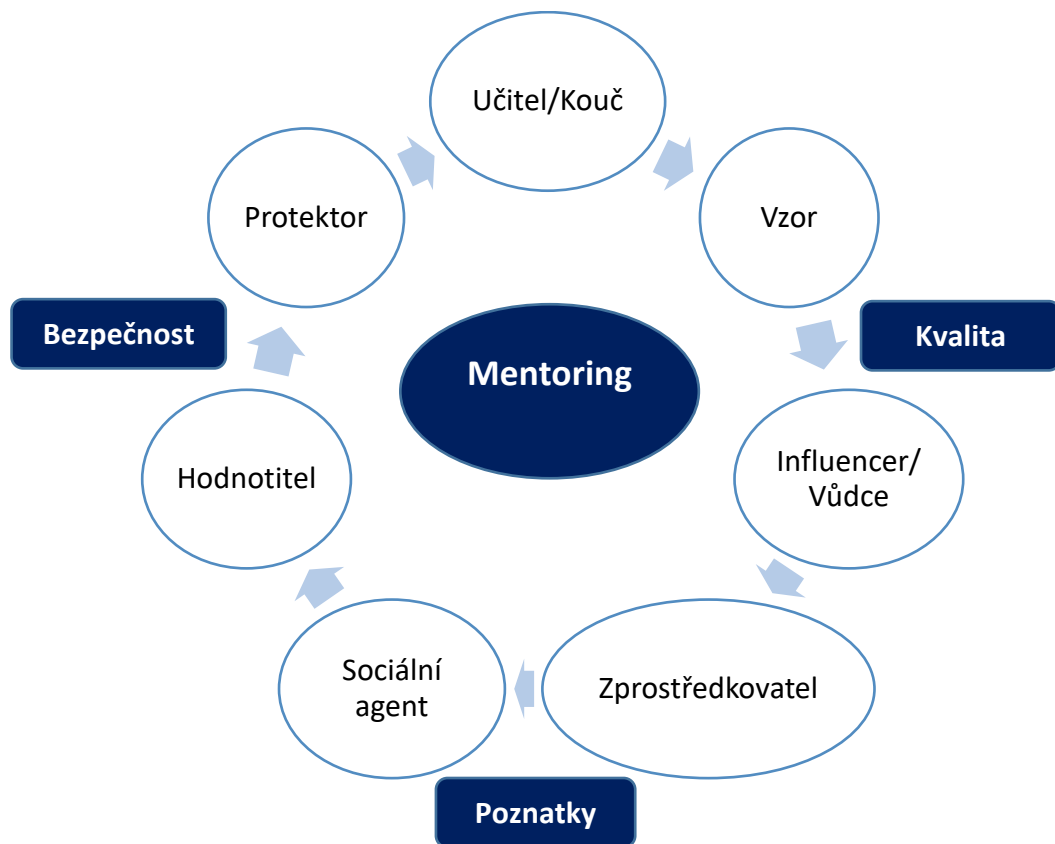 Učitel/Kouč
Protektor
Vzor
Bezpečnost
Kvalita
Mentoring
Hodnotitel
Influencer/
Vůdce
Sociální
agent
Zprostředkovatel
Poznatky